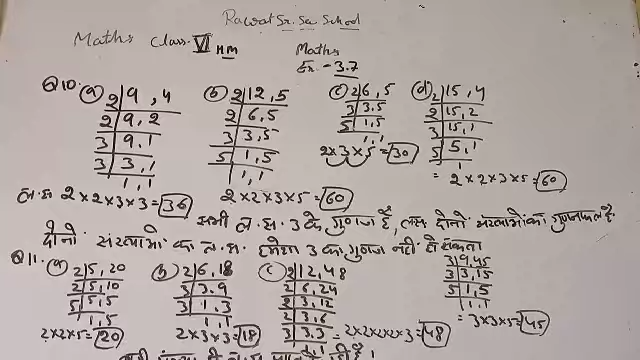 Rawat Sr. Sec School
Maths Class. VI HM Maths
Ex. - 3.7
Q 10. (a) 2|9, 4 (b) 2|12, 5 (c) 2|6, 5 (d) 2|15, 4
2|9, 2 2|6, 5 3|3, 5 2|15, 2
3|9, 1 3|3, 5 5|1, 5 3|15, 1
3|3, 1 5|1, 5 1, 1 5|5, 1
1, 1 1, 1 2×3×5=30 1
= 2×2×3×5=60
ल.स 2×2×3×3=36 2×2×3×5=60
सभी ल.स. 3 के गुणज है, लस दोनो संख्याओ का गुणनफल है.
दोनो संख्याओ का ल.स. हमेशा 3 का गुणज नही हो सकता
Q 11. (a) 2|5, 20 (b) 2|6, 18 (c) 2|12, 48 3|9, 45
2|5, 10 3|3, 9 2|6, 24 3|3, 15
5|5, 5 3|1, 3 2|3, 12 5|1, 5
1, 5 1, 1 2|3, 6 1, 1
2×2×5=20 2×3×3=18 3|3, 3 = 2×2×2×2×3=48 = 3×3×5=45